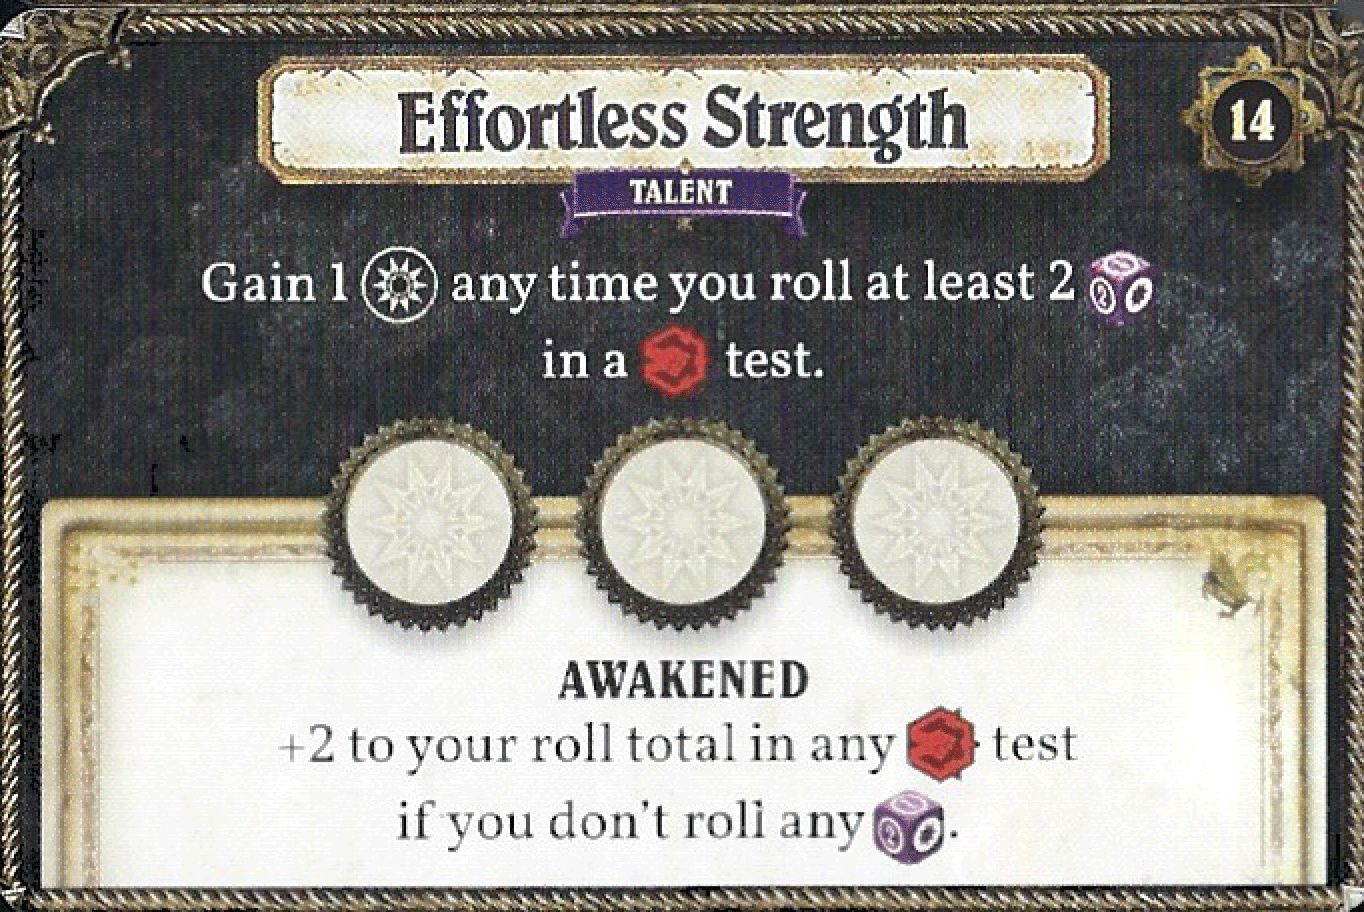 Effortless Strength
14
TALENT
Gain 1 any time you roll at least 2
in a test.
AWAKENED
+2 to your roll total in any test
if you don't roll any .